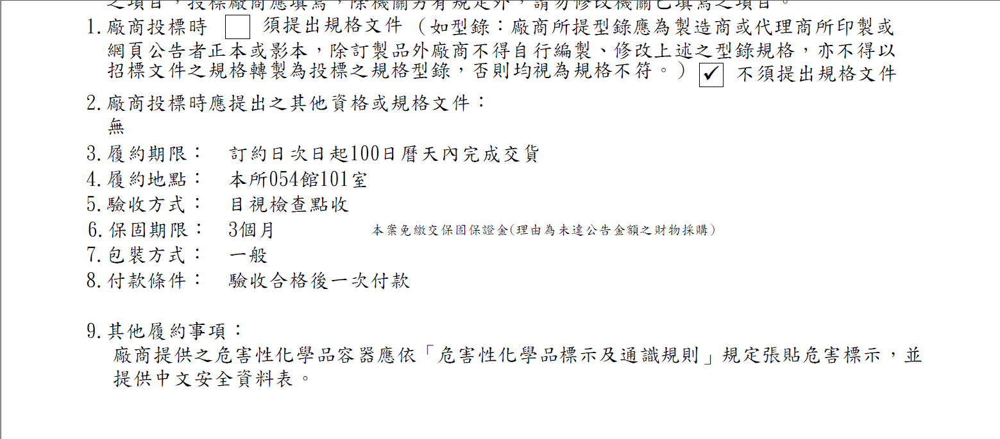 之項目，投標廠商應填寫，除機關另有規定外，請勿修改機關已填寫之項目。
1.廠商投標時 □ 須提出規格文件（如型錄：廠商所提型錄應為製造商或代理商所印製或
網頁公告者正本或影本，除訂製品外廠商不得自行編製、修改上述之型錄規格，亦不得以
招標文件之規格轉製為投標之規格型錄，否則均視為規格不符。）☑ 不須提出規格文件
2.廠商投標時應提出之其他資格或規格文件：
無
3.履約期限： 訂約日次日起100日曆天內完成交貨
4.履約地點： 本所054館101室
5.驗收方式： 目視檢查點收
6.保固期限： 3個月 本案免繳交保固保證金(理由為未達公告金額之財物採購)
7.包裝方式： 一般
8.付款條件： 驗收合格後一次付款
9.其他履約事項：
廠商提供之危害性化學品容器應依「危害性化學品標示及通識規則」規定張貼危害標示，並
提供中文安全資料表。